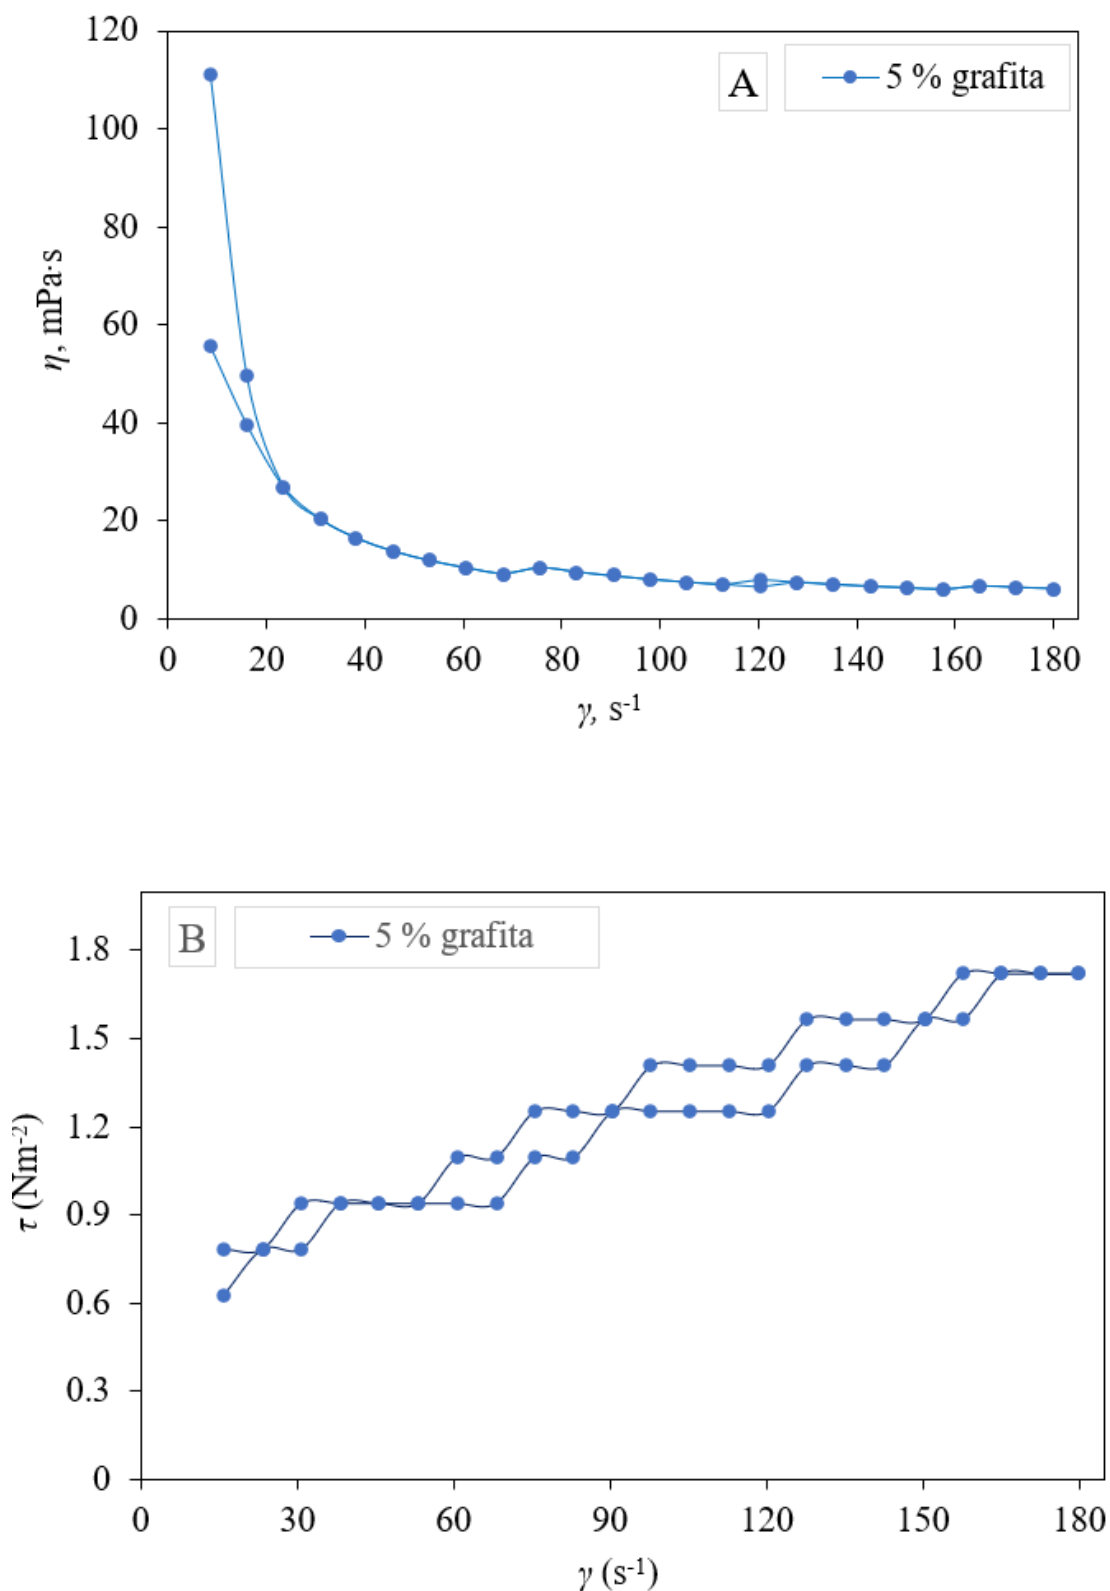 120
A
5 % grafita
100
80
60
40
20
0
η, mPa·s
0 20 40 60 80 100 120 140 160 180
γ, s-1
B
5 % grafita
1.8
1.5
1.2
0.9
0.6
0.3
0
τ (Nm-2)
0 30 60 90 120 150 180
γ (s-1)